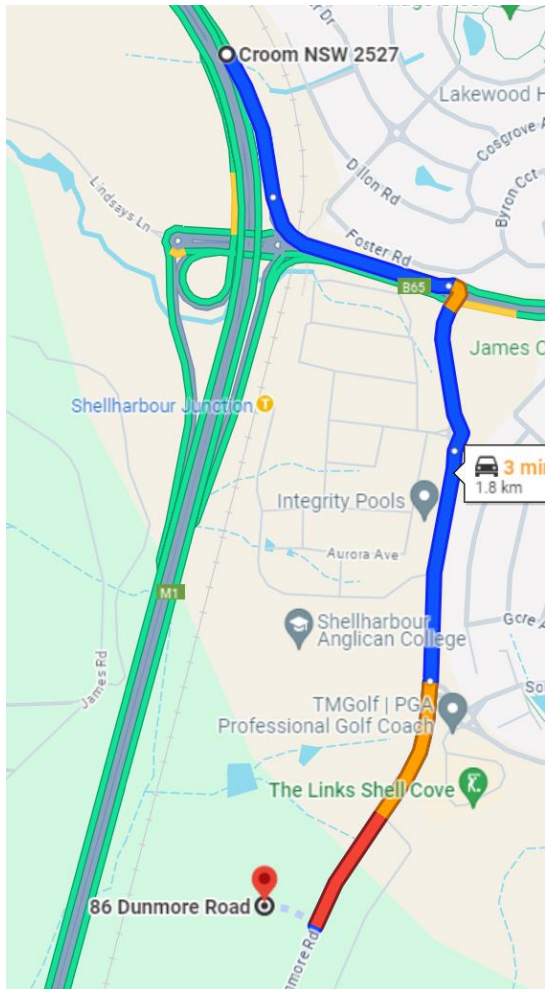 Croom NSW 2527
Lakewood H
Cosgrove A
Dillon Rd
Byron Cct
Lindsays Ln
Foster Rd
B65
James C
Shellharbour Junction
T
3 mi
1.8 km
Integrity Pools
Aurora Ave
M1
Shellharbour
Anglican College
James Rd
TMGolf | PGA
Professional Golf Coach
The Links Shell Cove
86 Dunmore Road
nmore Rd